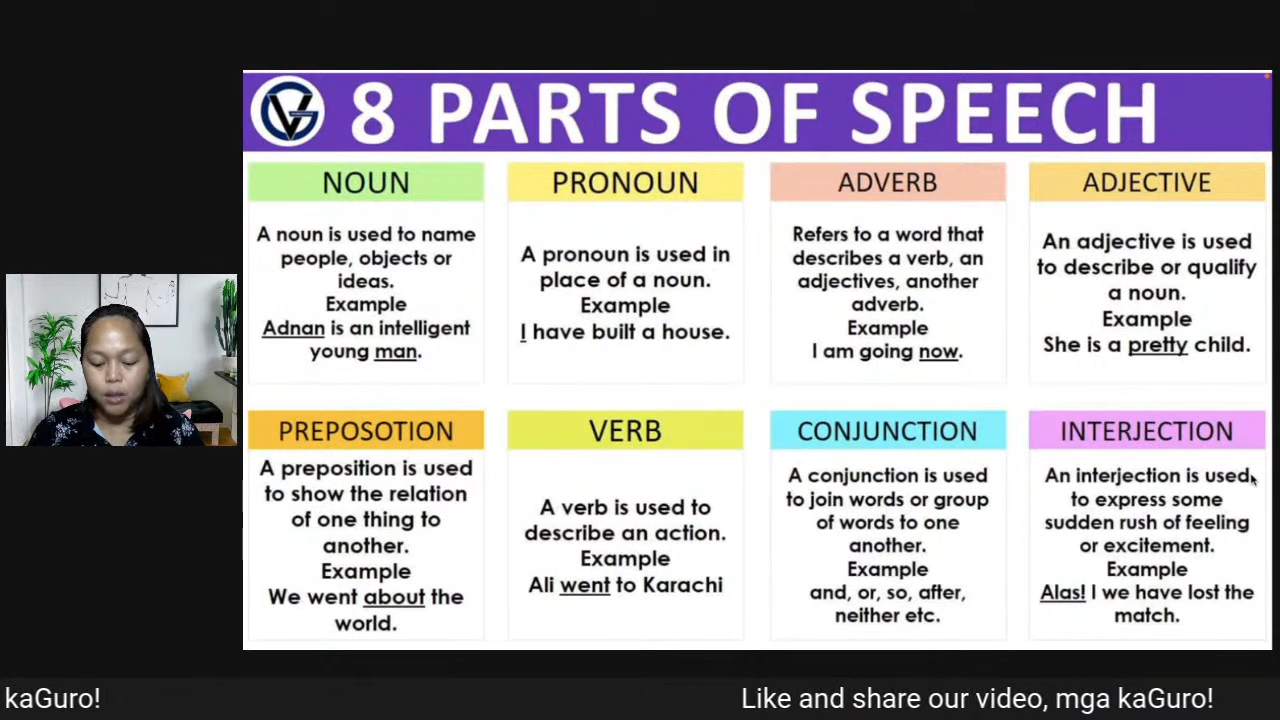 8 PARTS OF SPEECH
NOUN
A noun is used to name
people, objects or
ideas.
Example
Adnan is an intelligent
young man.
PRONOUN
A pronoun is used in
place of a noun.
Example
I have built a house.
ADVERB
Refers to a word that
describes a verb, an
adjectives, another
adverb.
Example
I am going now.
ADJECTIVE
An adjective is used
to describe or qualify
a noun.
Example
She is a pretty child.
PREPOSOTION
A preposition is used
to show the relation
of one thing to
another.
Example
We went about the
world.
VERB
A verb is used to
describe an action.
Example
Ali went to Karachi
CONJUNCTION
A conjunction is used
to join words or group
of words to one
another.
Example
and, or, so, after,
neither etc.
INTERJECTION
An interjection is used
to express some
sudden rush of feeling
or excitement.
Example
Alas! I we have lost the
match.
kaGuro!
Like and share our video, mga kaGuro!